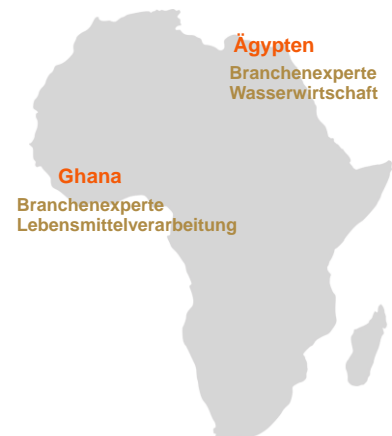 Ägypten
Branchenexperte
Wasserwirtschaft
Ghana
Branchenexperte
Lebensmittelverarbeitung